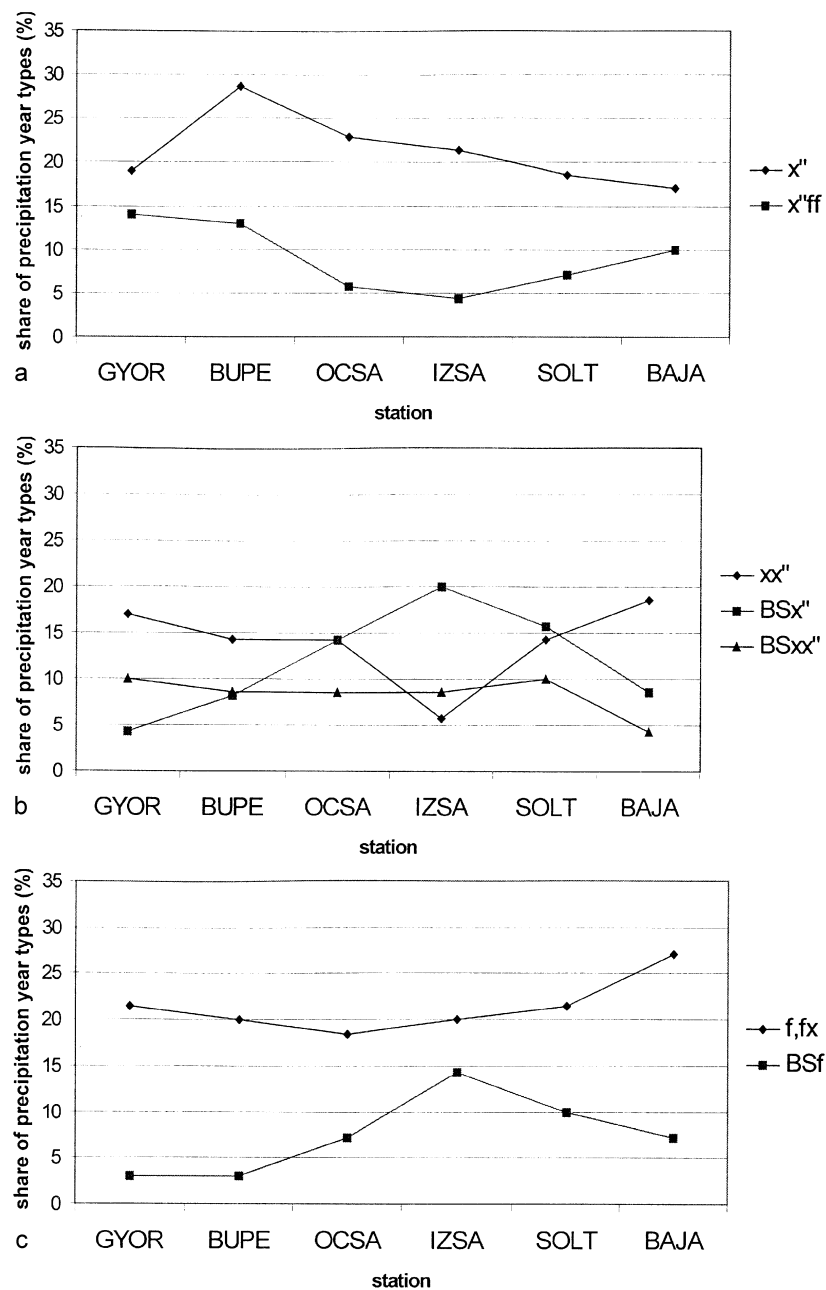 share of precipitation year types (%)
35
30
25
20
15
10
5
0
GYOR BUPE OCSA IZSA SOLT BAJA
station
x"
x"ff
a
share of precipitation year types (%)
35
30
25
20
15
10
5
0
GYOR BUPE OCSA IZSA SOLT BAJA
station
xx"
BSx"
BSxx"
b
share of precipitation year types (%)
35
30
25
20
15
10
5
0
GYOR BUPE OCSA IZSA SOLT BAJA
station
f,fx
BSf
c